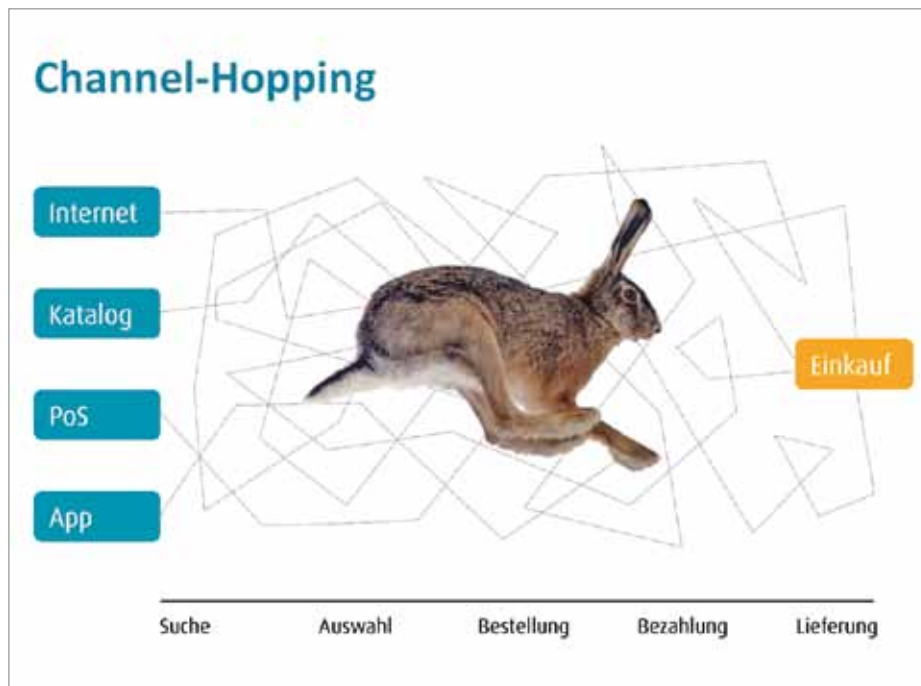 Channel-Hopping
Internet
Katalog
PoS
App
Einkauf
Suche Auswahl Bestellung Bezahlung Lieferung